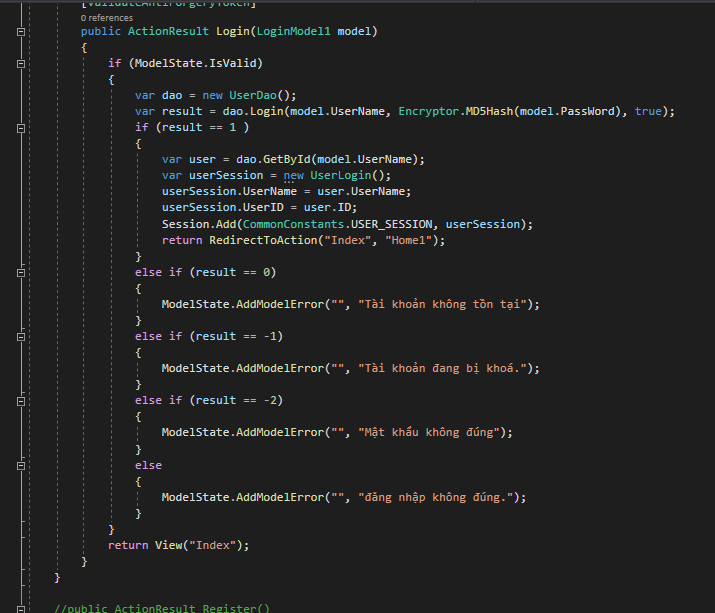 [ValidateAntiForgeryToken]
0 references
public ActionResult Login(LoginModel1 model)
{
if (ModelState.IsValid)
{
var dao = new UserDao();
var result = dao.Login(model.UserName, Encryptor.MD5Hash(model.PassWord), true);
if (result == 1 )
{
var user = dao.GetById(model.UserName);
var userSession = new UserLogin();
userSession.UserName = user.UserName;
userSession.UserID = user.ID;
Session.Add(CommonConstants.USER_SESSION, userSession);
return RedirectToAction("Index", "Home1");
}
else if (result == 0)
{
ModelState.AddModelError("", "Tài khoản không tồn tại");
}
else if (result == -1)
{
ModelState.AddModelError("", "Tài khoản đang bị khoá.");
}
else if (result == -2)
{
ModelState.AddModelError("", "Mật khẩu không đúng");
}
else
{
ModelState.AddModelError("", "đăng nhập không đúng.");
}
}
return View("Index");
}
}
//public ActionResult Register()